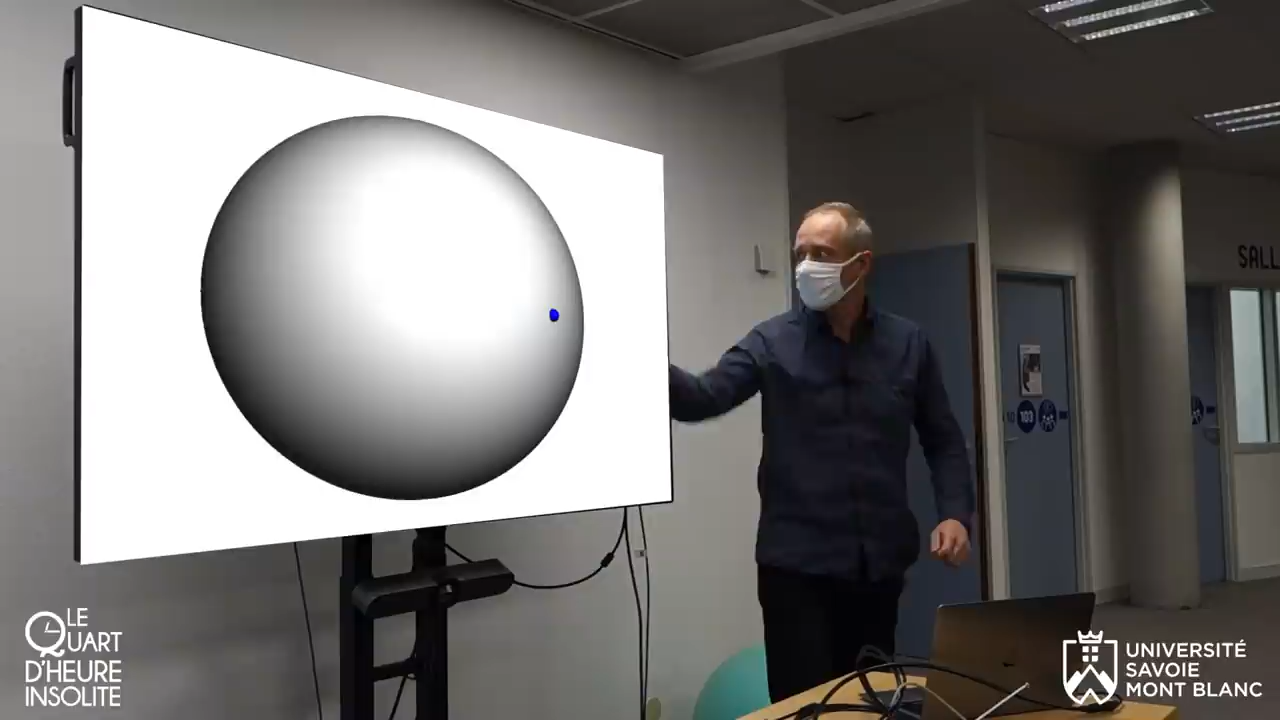 SALL
103
LE
QUART
D'HEURE
INSOLITE
UNIVERSITÉ
SAVOIE
MONT BLANC